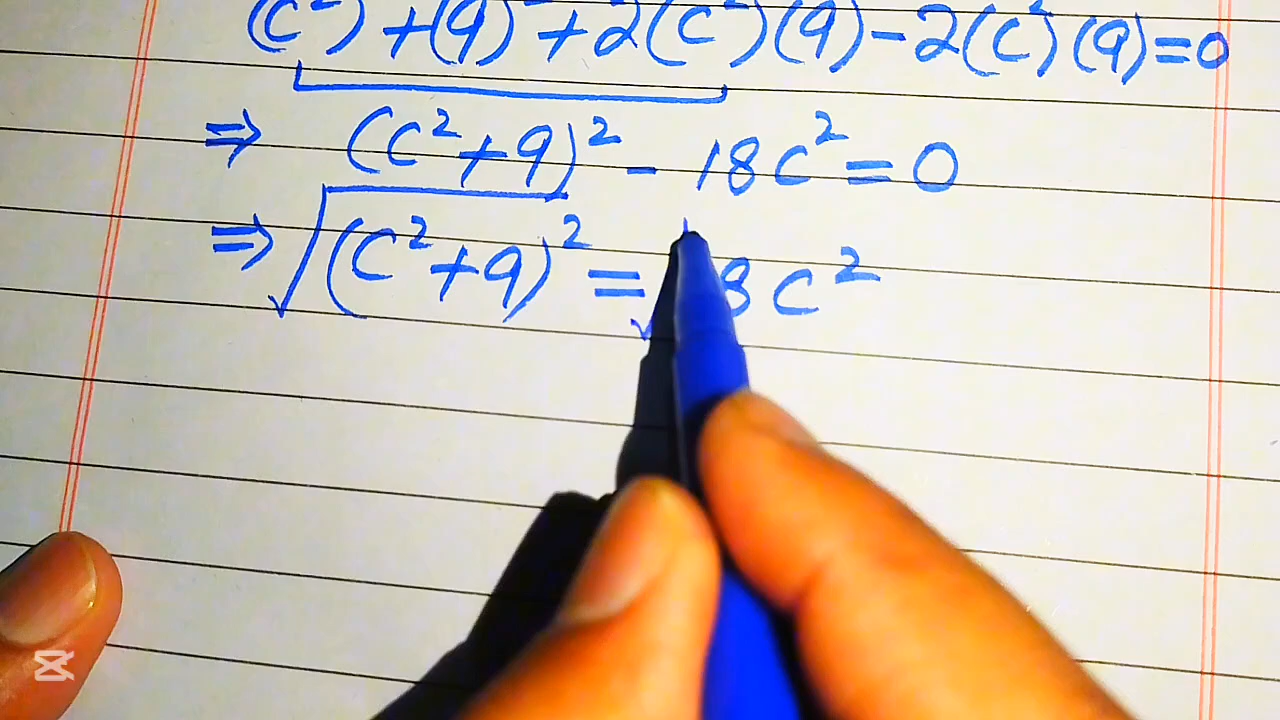 (c²)²+(9)²+2(c²)(9)-2(c²)(9)=0
⇒ (c²+9)² - 18c² = 0
⇒ √(c²+9)² = √18c²